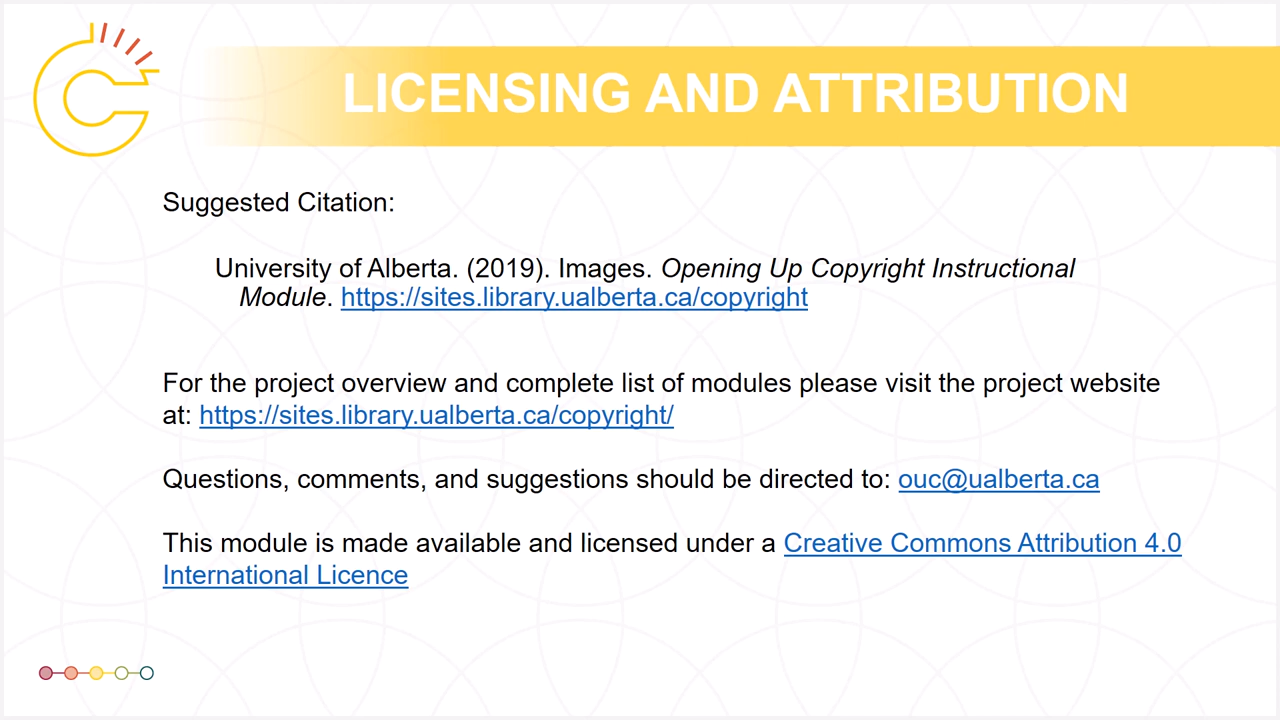 LICENSING AND ATTRIBUTION
Suggested Citation:
University of Alberta. (2019). Images. Opening Up Copyright Instructional
Module. https://sites.library.ualberta.ca/copyright
For the project overview and complete list of modules please visit the project website
at: https://sites.library.ualberta.ca/copyright/
Questions, comments, and suggestions should be directed to: ouc@ualberta.ca
This module is made available and licensed under a Creative Commons Attribution 4.0
International Licence